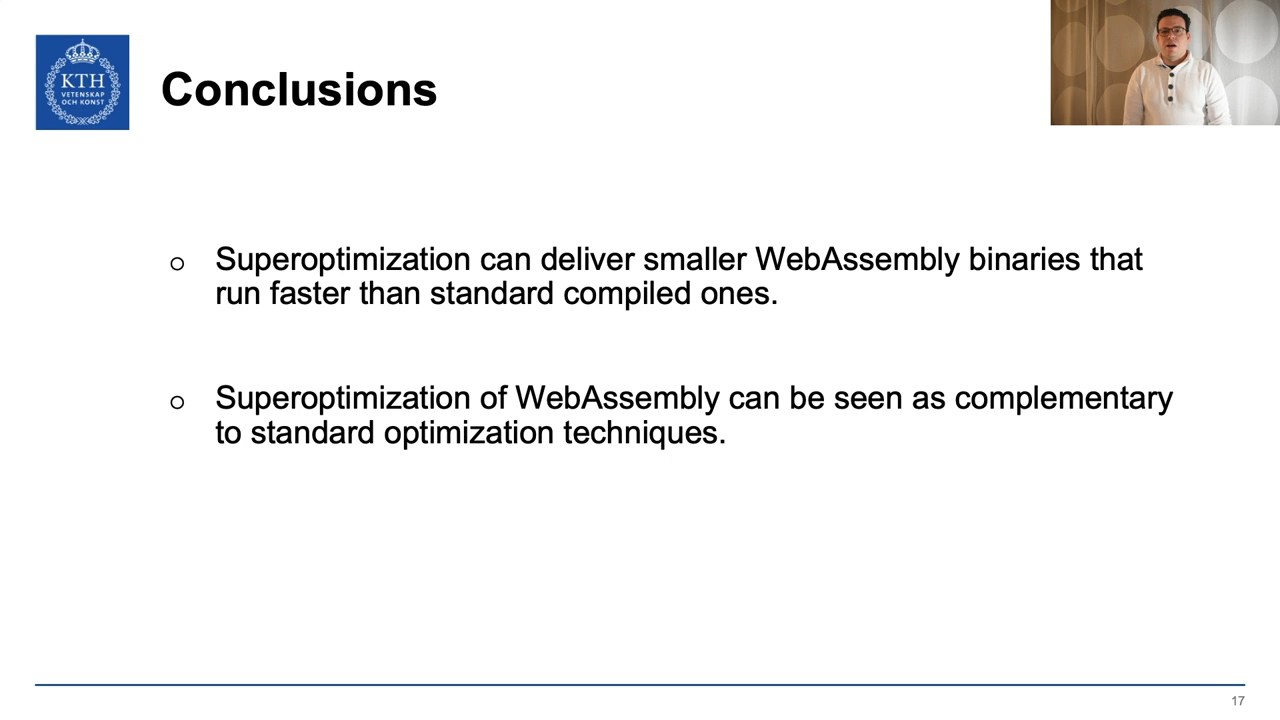 KTH
VETENSKAP
OCH KONST
Conclusions
Superoptimization can deliver smaller WebAssembly binaries that
run faster than standard compiled ones.
Superoptimization of WebAssembly can be seen as complementary
to standard optimization techniques.
17